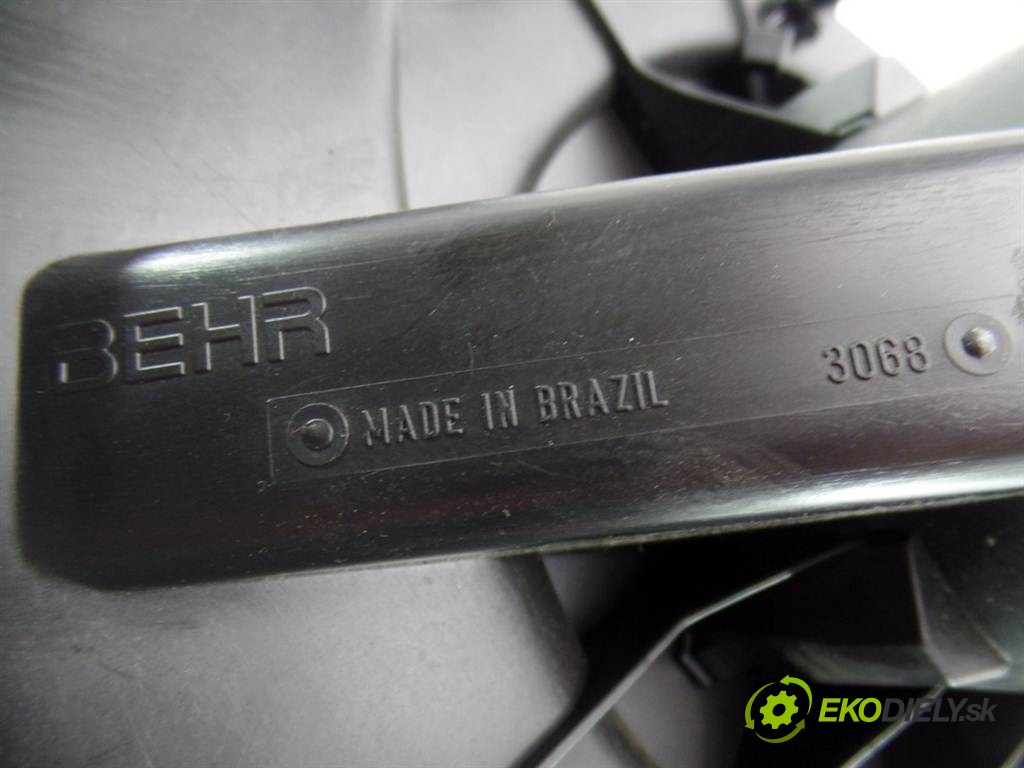 BEHR
MADE IN BRAZIL
3068
EKODIELY.sk